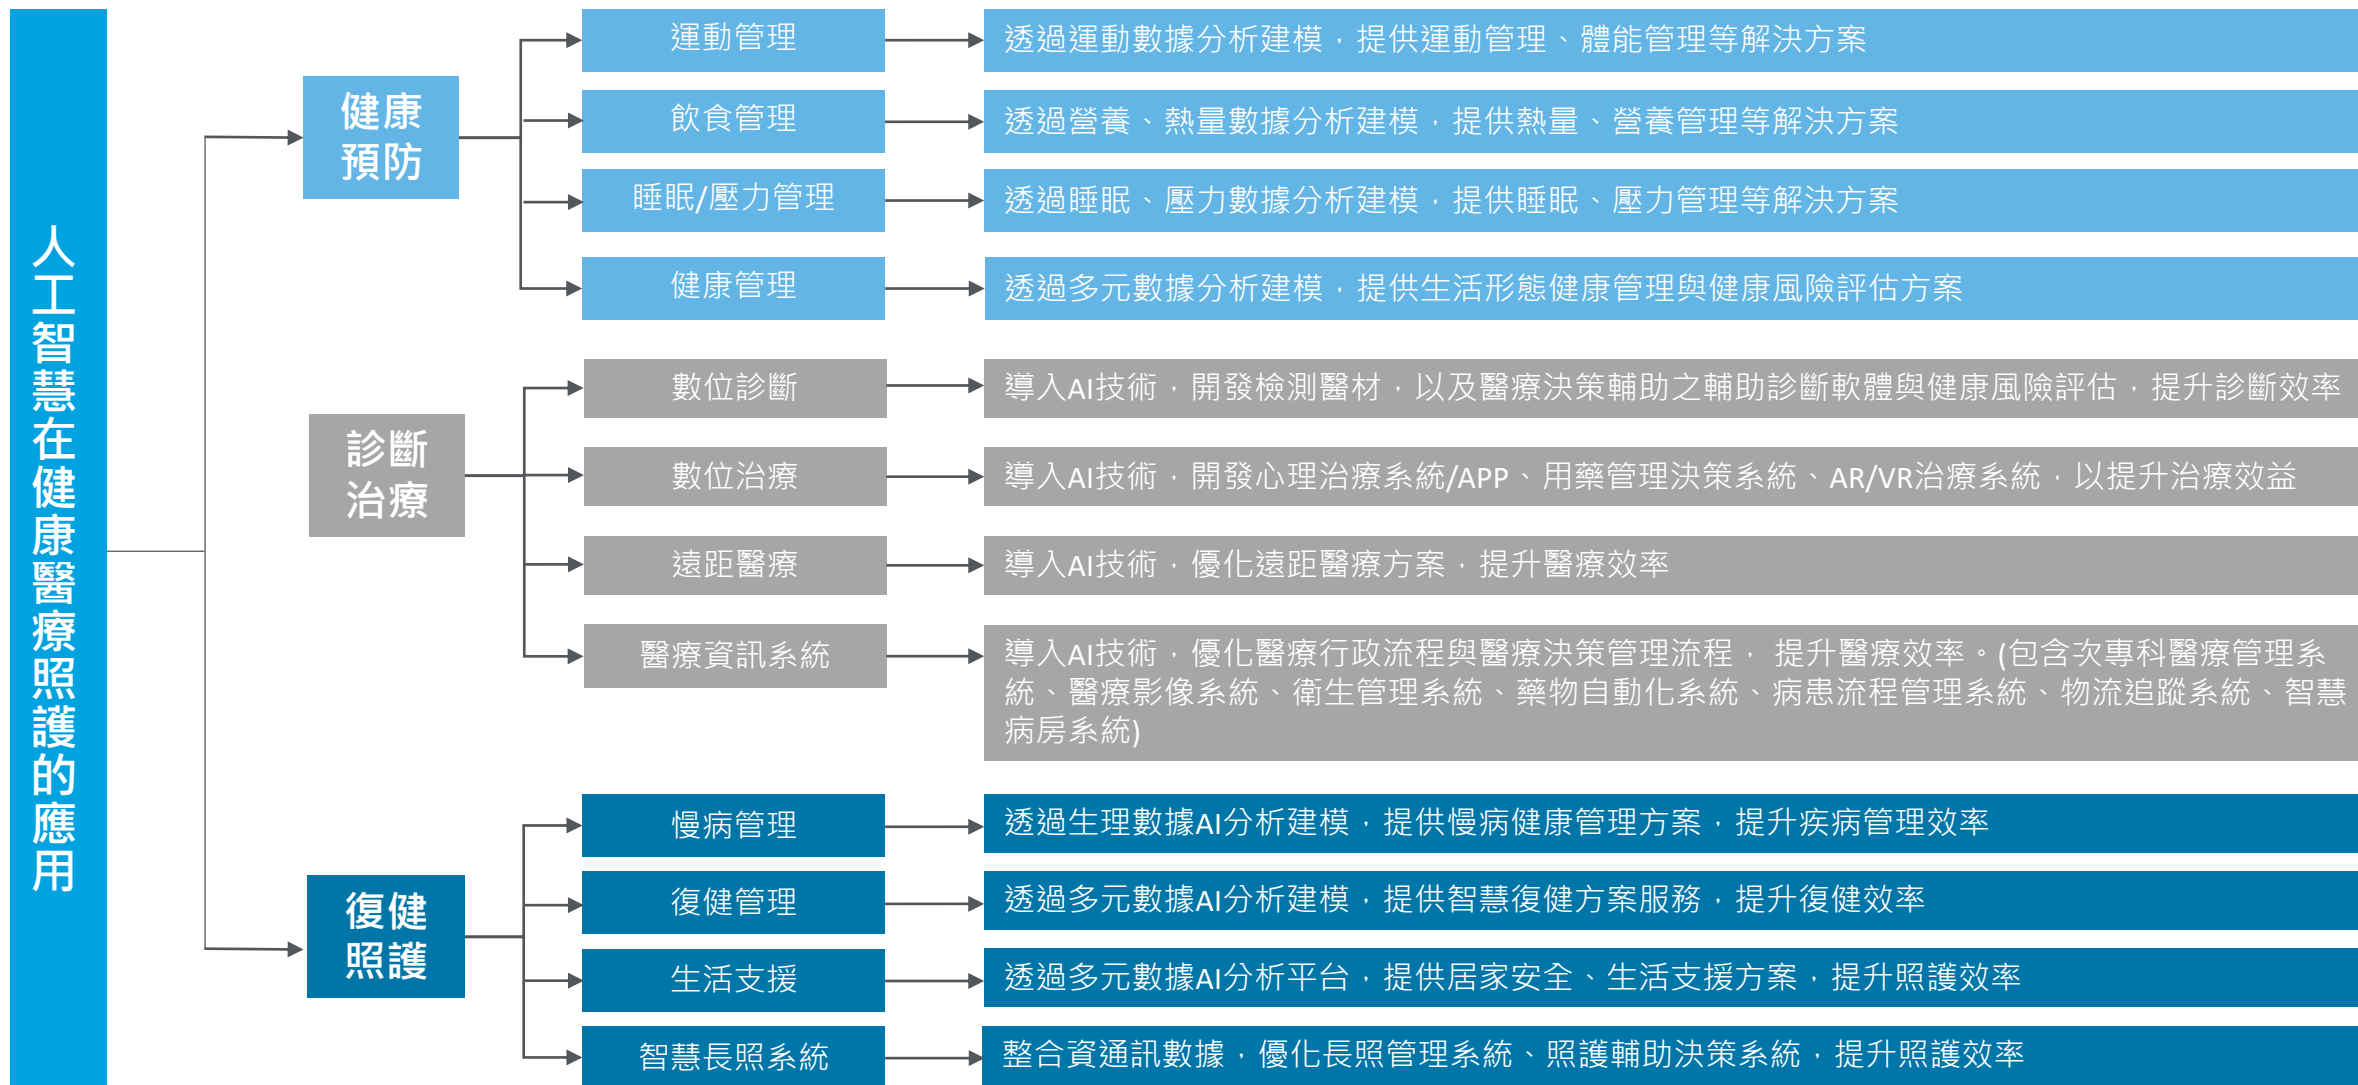 人工智慧在健康醫療照護的應用
健康
預防
運動管理
透過運動數據分析建模，提供運動管理、體能管理等解決方案
飲食管理
透過營養、熱量數據分析建模，提供熱量、營養管理等解決方案
睡眠/壓力管理
透過睡眠、壓力數據分析建模，提供睡眠、壓力管理等解決方案
健康管理
透過多元數據分析建模，提供生活形態健康管理與健康風險評估方案
診斷
治療
數位診斷
導入AI技術，開發檢測醫材，以及醫療決策輔助之輔助診斷軟體與健康風險評估，提升診斷效率
數位治療
導入AI技術，開發心理治療系統/APP、用藥管理決策系統、AR/VR治療系統，以提升治療效益
遠距醫療
導入AI技術，優化遠距醫療方案，提升醫療效率
醫療資訊系統
導入AI技術，優化醫療行政流程與醫療決策管理流程， 提升醫療效率。(包含次專科醫療管理系
統、醫療影像系統、衛生管理系統、藥物自動化系統、病患流程管理系統、物流追蹤系統、智慧
病房系統)
復健
照護
慢病管理
透過生理數據AI分析建模，提供慢病健康管理方案，提升疾病管理效率
復健管理
透過多元數據AI分析建模，提供智慧復健方案服務，提升復健效率
生活支援
透過多元數據AI分析平台，提供居家安全、生活支援方案，提升照護效率
智慧長照系統
整合資通訊數據，優化長照管理系統、照護輔助決策系統，提升照護效率